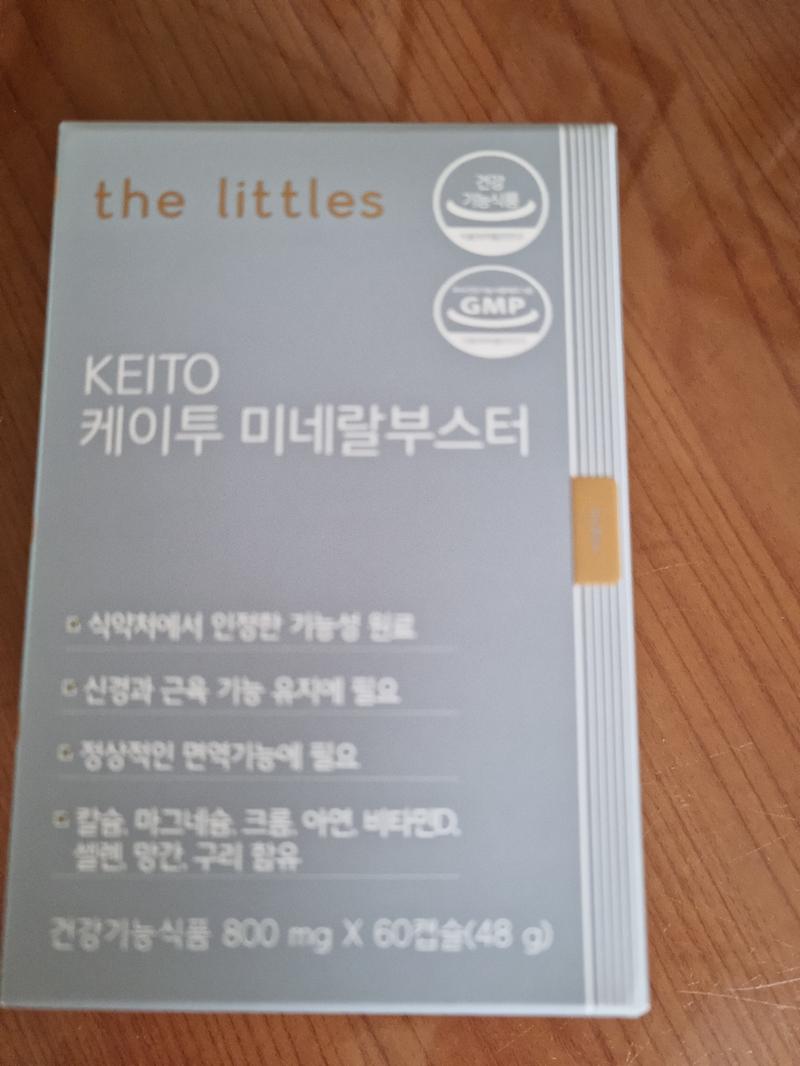 the littles
건강
기능식품
GMP
KEITO
케이투 미네랄부스터
식약처에서 인정한 기능성 원료
신경과 근육 기능 유지에 필요
정상적인 면역기능에 필요
칼슘, 마그네슘, 크롬, 아연, 비타민D,
셀렌, 망간, 구리 함유
건강기능식품 800 mg X 60캡슐(48 g)